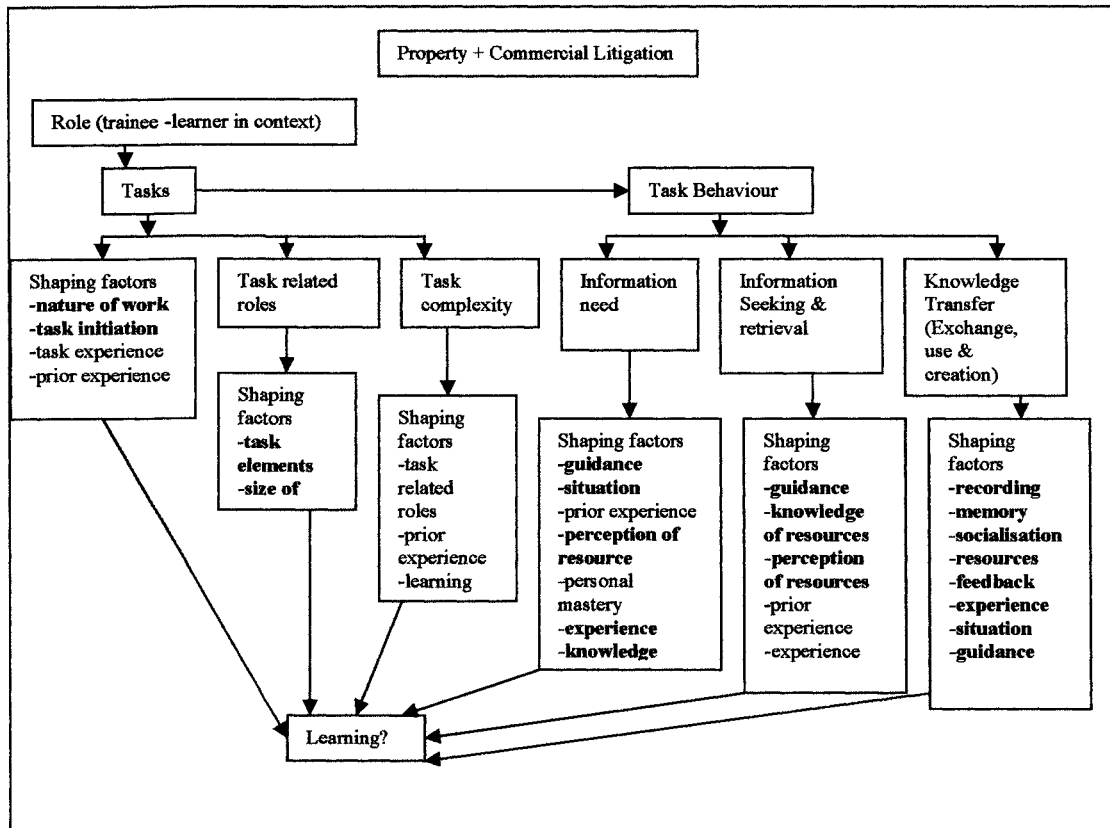 Property + Commercial Litigation
Role (trainee -learner in context)
Tasks
Task Behaviour
Shaping factors
-nature of work
-task initiation
-task experience
-prior experience
Task related
roles
Task
complexity
Information
need
Information
Seeking &
retrieval
Knowledge
Transfer
(Exchange,
use &
creation)
Shaping
factors
-task
elements
-size of
Shaping
factors
-task
related
roles
-prior
experience
-learning
Shaping factors
-guidance
-situation
-prior experience
-perception of
resource
-personal
mastery
-experience
-knowledge
Shaping
factors
-guidance
-knowledge
of resources
-perception
of resources
-prior
experience
-experience
Shaping
factors
-recording
-memory
-socialisation
-resources
-feedback
-experience
-situation
-guidance
Learning?